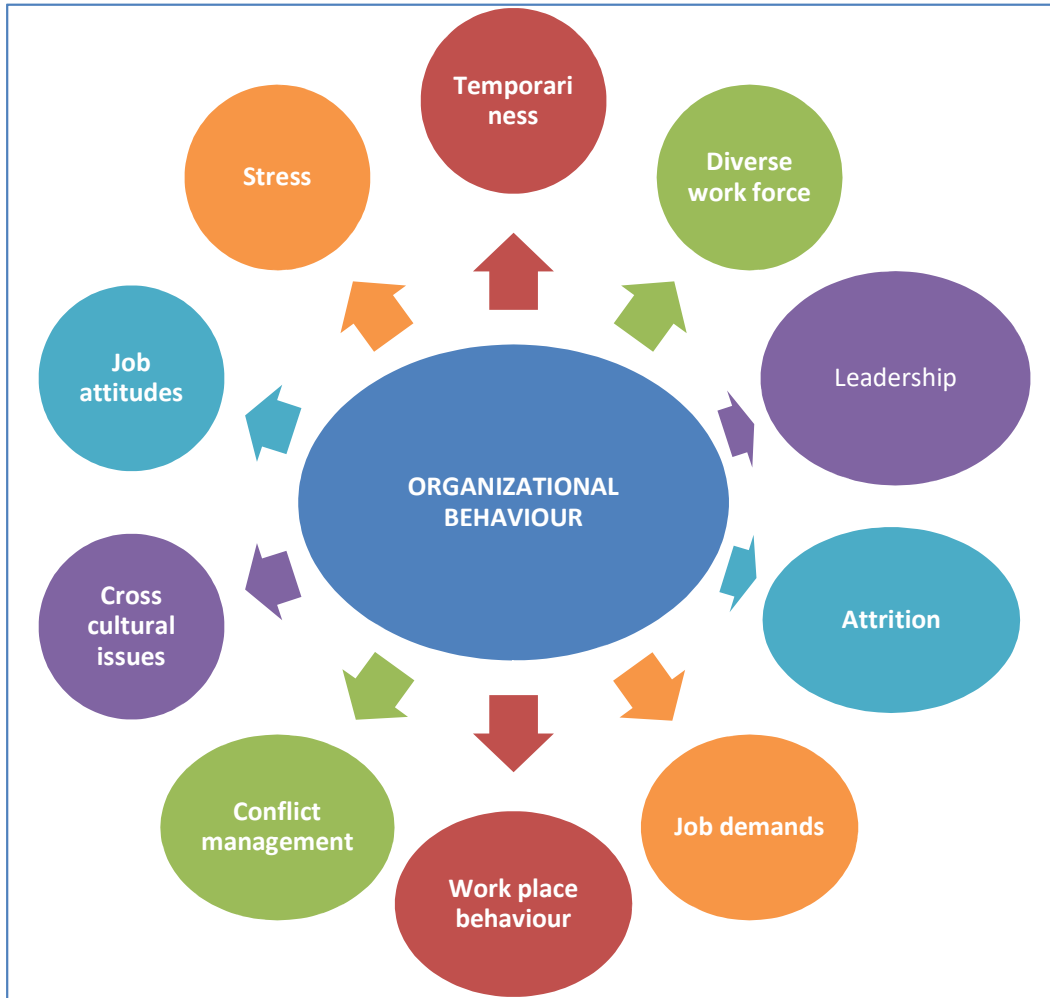 Temporari
ness
Diverse
work force
Leadership
Attrition
Job demands
Work place
behaviour
Conflict
management
Cross
cultural
issues
Job
attitudes
Stress
ORGANIZATIONAL
BEHAVIOUR